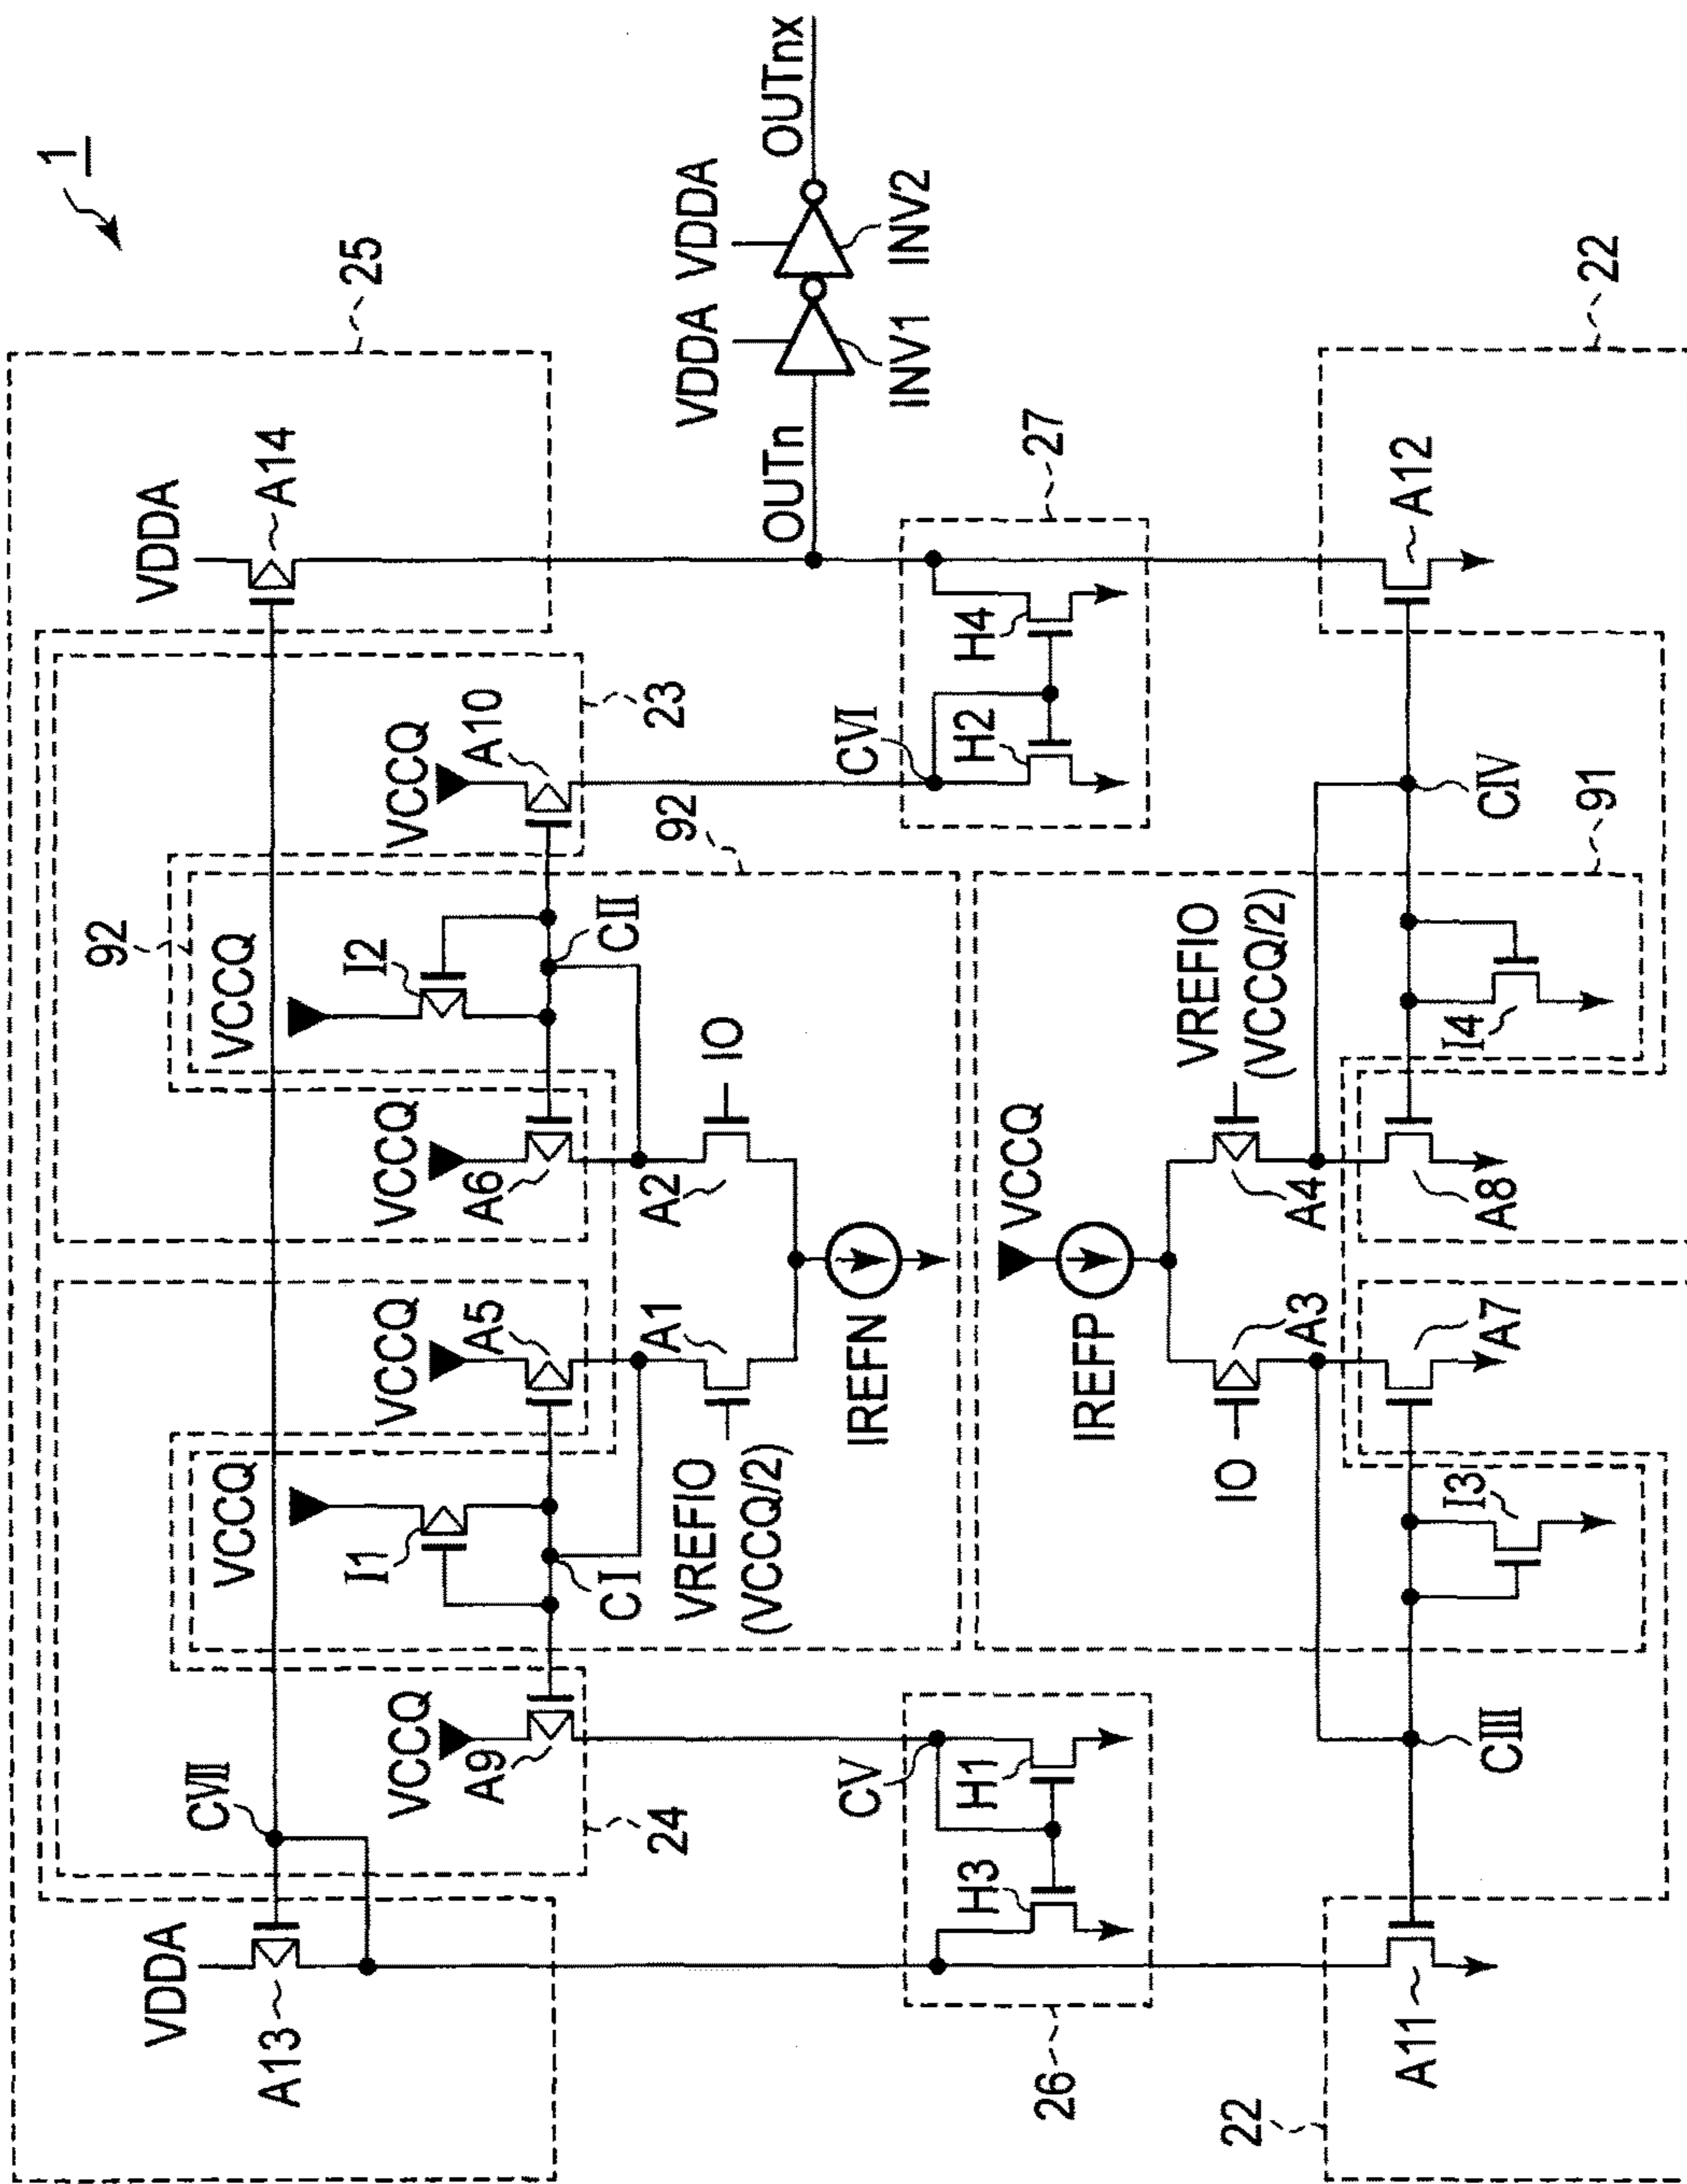 1
25
VDDA
A14
VCCQ
A10
23
92
VCCQ
I2
CII
92
VCCQ
A6
A2
IO
VCCQ
A5
A1
IREFN
VCCQ
I1
CI
VREFIO
(VCCQ/2)
VCCQ
A9
24
CVII
VDDA
A13
OUTn
VDDA
VDDA
INV1
INV2
OUTnx
27
CVI
H2
H4
CV
H1
H3
26
22
A12
CIV
91
VREFIO
(VCCQ/2)
I4
VCCQ
A4
A8
IREFP
A3
A7
IO
I3
CIII
A11
22